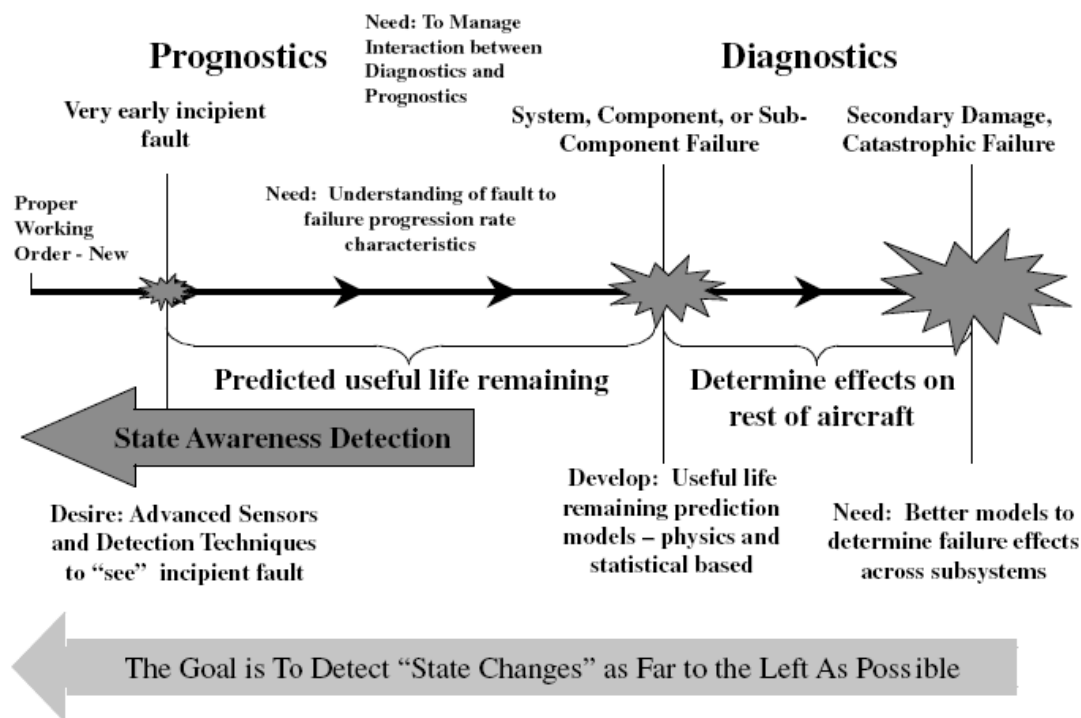 Prognostics
Need: To Manage
Interaction between
Diagnostics and
Prognostics
Diagnostics
Very early incipient
fault
System, Component, or Sub-
Component Failure
Secondary Damage,
Catastrophic Failure
Proper
Working
Order - New
Need: Understanding of fault to
failure progression rate
characteristics
Predicted useful life remaining
Determine effects on
rest of aircraft
State Awareness Detection
Desire: Advanced Sensors
and Detection Techniques
to “see” incipient fault
Develop: Useful life
remaining prediction
models – physics and
statistical based
Need: Better models to
determine failure effects
across subsystems
The Goal is To Detect “State Changes” as Far to the Left As Possible